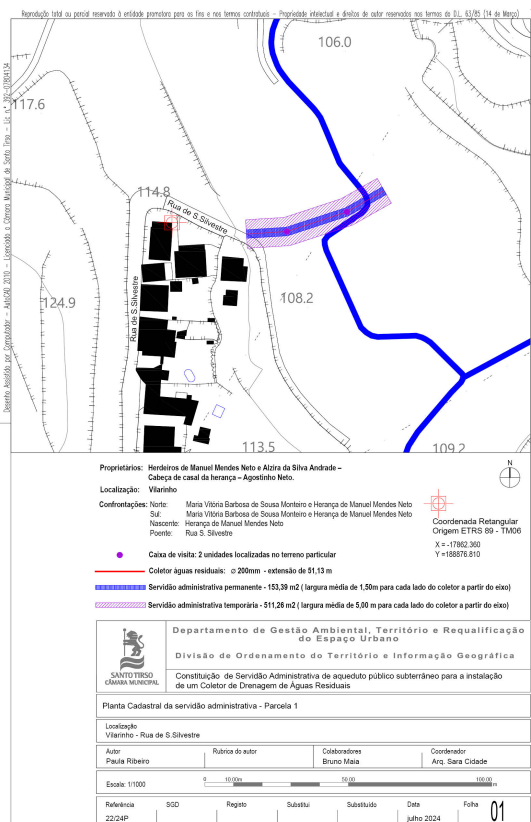 Reprodução total ou parcial reservada à entidade promotora para os fins e nos termos contratuais – Propriedade intelectual e direitos de autor reservados nos termos da D.L. 63/85 (14 de Março)
Desenho Assistido por Computador – AutoCAD 2010 – Licenciado a Câmara Municipal de Santo Tirso – Lic n.º 392-07804134
106.0
117.6
114.8
Rua de S.Silvestre
Rua de S.Silvestre
124.9
108.2
113.5
109.2
Proprietários: Herdeiros de Manuel Mendes Neto e Alzira da Silva Andrade –
Cabeça de casal da herança – Agostinho Neto.
Localização: Vilarinho
Confrontações: Norte: Maria Vitória Barbosa de Sousa Monteiro e Herança de Manuel Mendes Neto
Sul: Maria Vitória Barbosa de Sousa Monteiro e Herança de Manuel Mendes Neto
Nascente: Herança de Manuel Mendes Neto
Poente: Rua S. Silvestre
N
Coordenada Retangular
Origem ETRS 89 - TM06
X = -17862.360
Y =188876.810
Caixa de visita: 2 unidades localizadas no terreno particular
Coletor águas residuais: ⌀ 200mm - extensão de 51,13 m
Servidão administrativa permanente - 153,39 m2 ( largura média de 1,50m para cada lado do coletor a partir do eixo)
Servidão administrativa temporária - 511,26 m2 ( largura média de 5,00 m para cada lado do coletor a partir do eixo)
SANTO TIRSO
CÂMARA MUNICIPAL
Departamento de Gestão Ambiental, Território e Requalificação
do Espaço Urbano
Divisão de Ordenamento do Território e Informação Geográfica
Constituição de Servidão Administrativa de aqueduto público subterrâneo para a instalação
de um Coletor de Drenagem de Águas Residuais
Planta Cadastral da servidão administrativa - Parcela 1
Localização
Vilarinho - Rua de S.Silvestre
Autor Rubrica do autor Colaboradores Coordenador
Paula Ribeiro Bruno Maia Arq. Sara Cidade
Escala: 1/1000 0 10.00m 50.00 100.00 m
Referência SGD Registo Substitui Substituído Data Folha 01
22/24P julho 2024